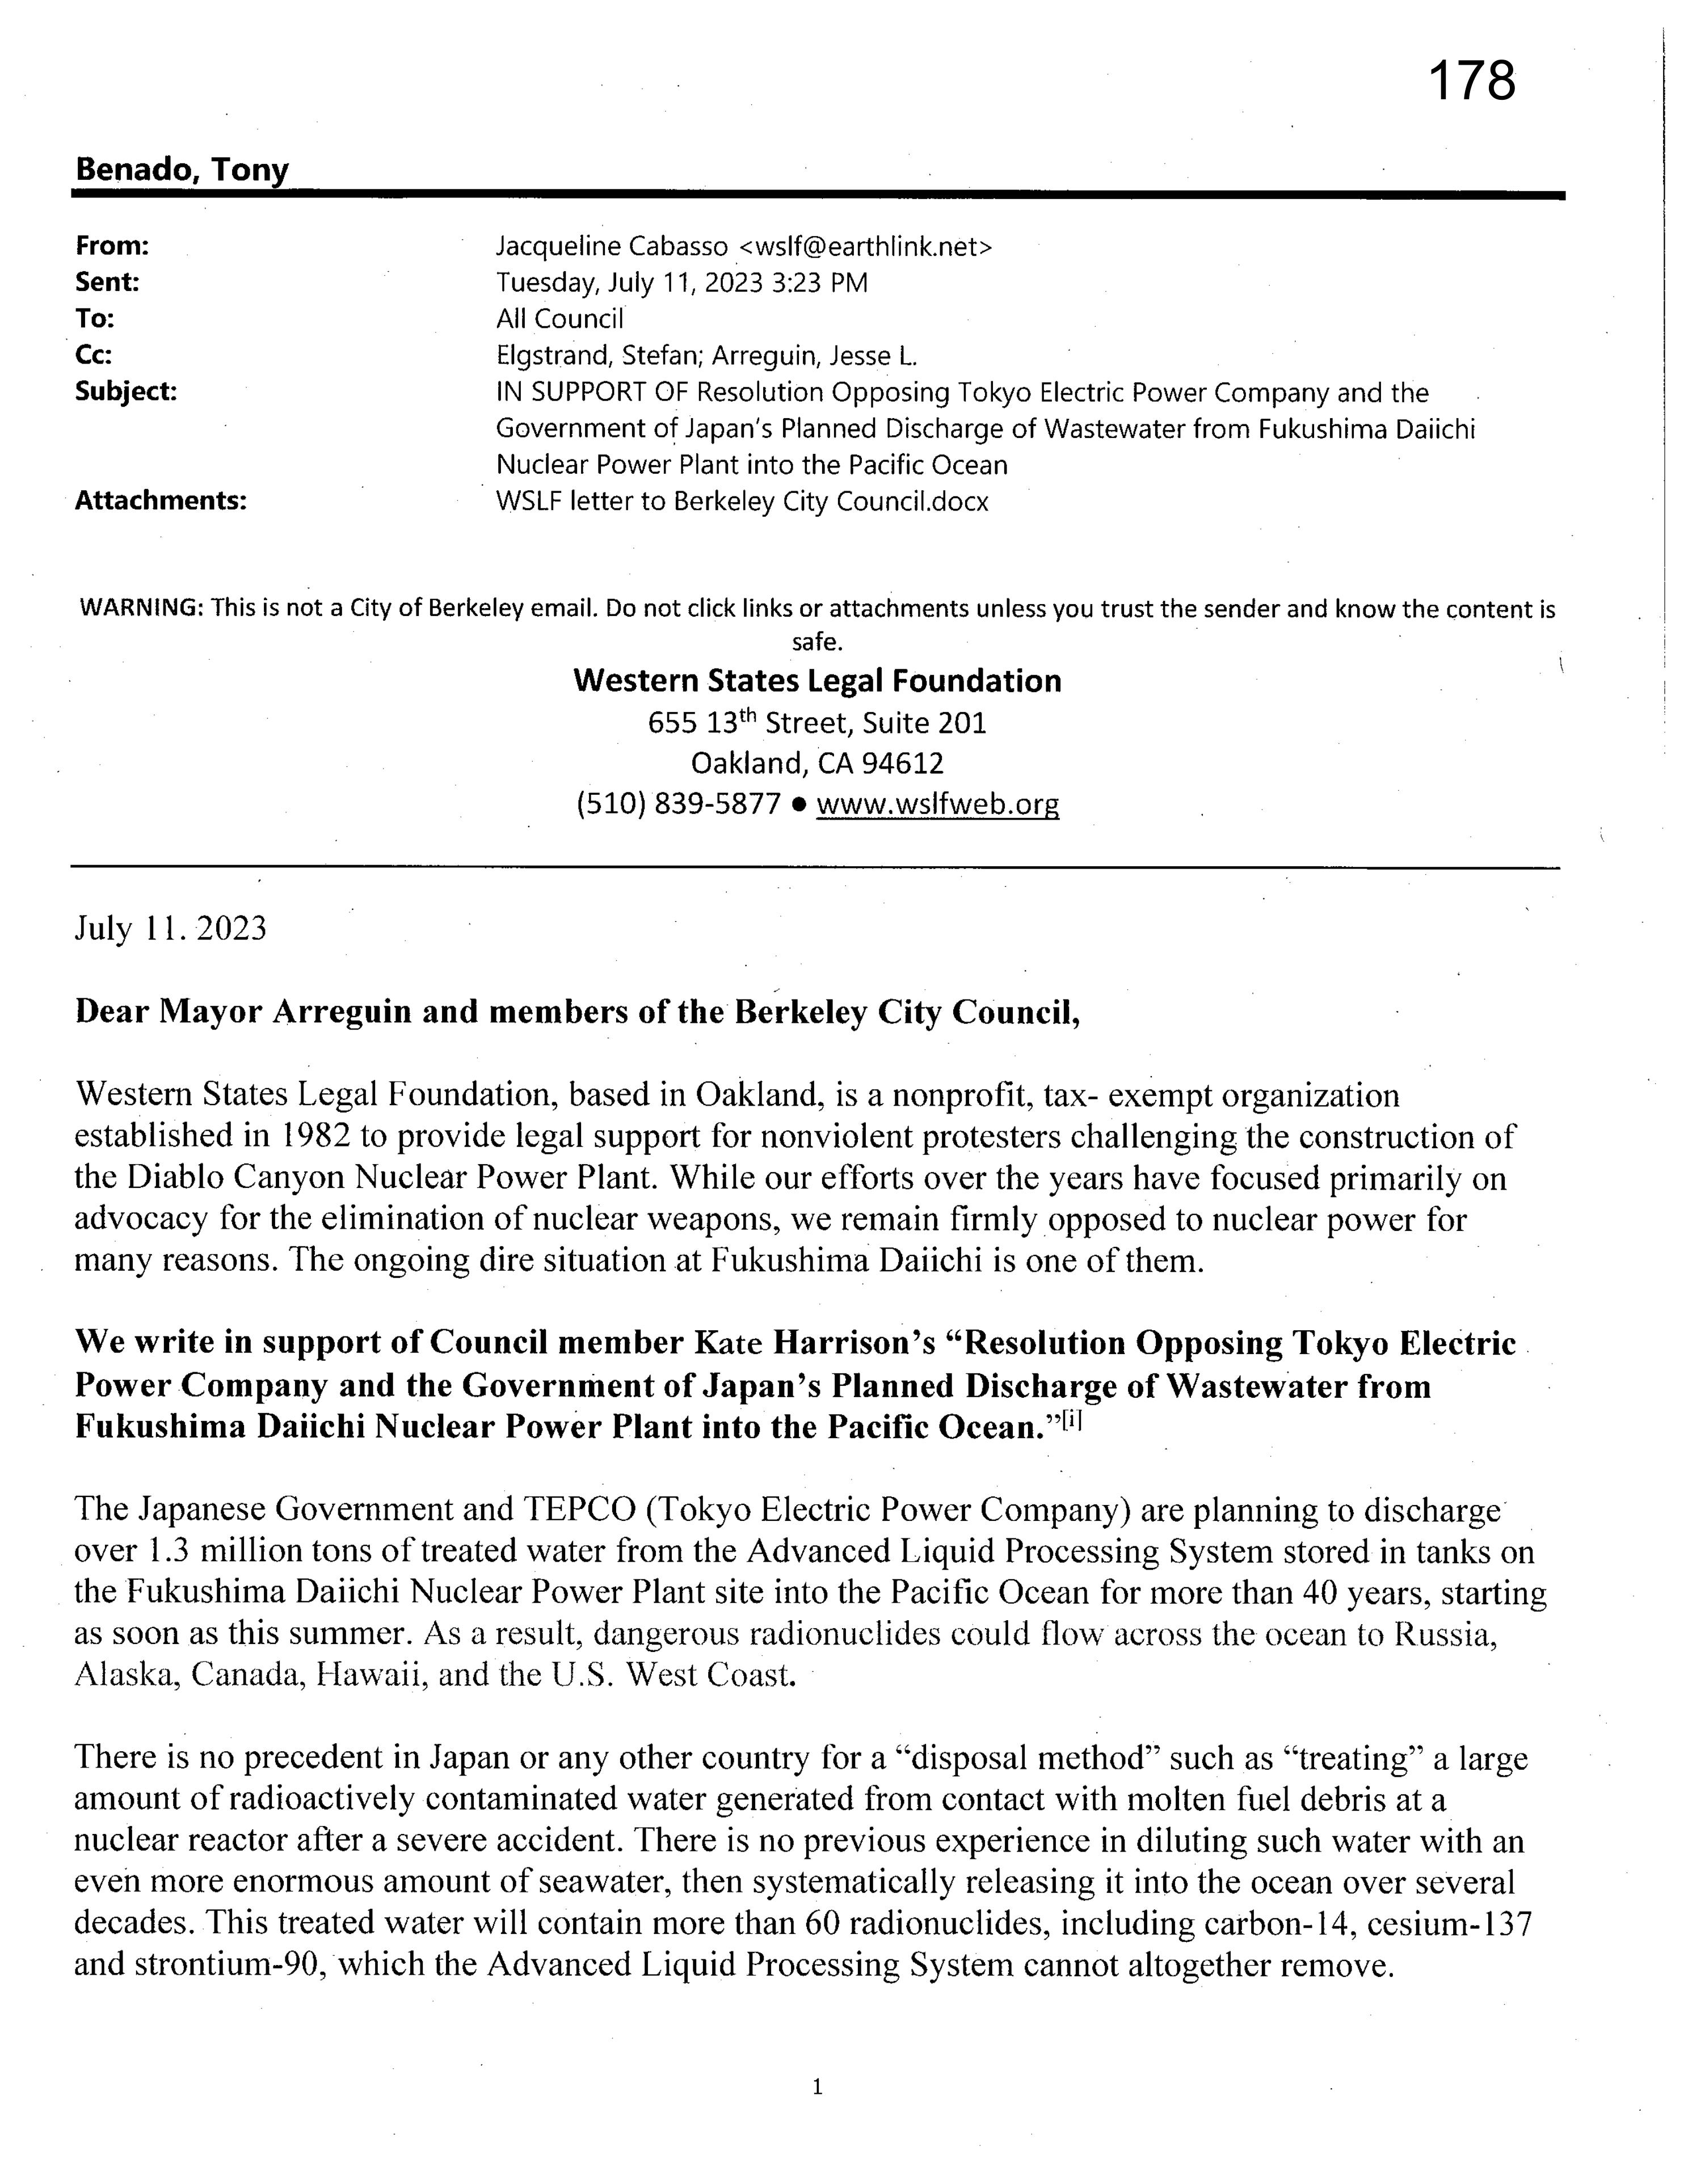 178
Benado, Tony
From: Jacqueline Cabasso <wslf@earthlink.net>
Sent: Tuesday, July 11, 2023 3:23 PM
To: All Council
Cc: Elgstrand, Stefan; Arreguin, Jesse L.
Subject: IN SUPPORT OF Resolution Opposing Tokyo Electric Power Company and the
Government of Japan's Planned Discharge of Wastewater from Fukushima Daiichi
Nuclear Power Plant into the Pacific Ocean
Attachments: WSLF letter to Berkeley City Council.docx
WARNING: This is not a City of Berkeley email. Do not click links or attachments unless you trust the sender and know the content is
safe.
Western States Legal Foundation
655 13th Street, Suite 201
Oakland, CA 94612
(510) 839-5877 ● www.wslfweb.org
July 11. 2023
Dear Mayor Arreguin and members of the Berkeley City Council,
Western States Legal Foundation, based in Oakland, is a nonprofit, tax- exempt organization
established in 1982 to provide legal support for nonviolent protesters challenging the construction of
the Diablo Canyon Nuclear Power Plant. While our efforts over the years have focused primarily on
advocacy for the elimination of nuclear weapons, we remain firmly opposed to nuclear power for
many reasons. The ongoing dire situation at Fukushima Daiichi is one of them.
We write in support of Council member Kate Harrison's “Resolution Opposing Tokyo Electric
Power Company and the Government of Japan's Planned Discharge of Wastewater from
Fukushima Daiichi Nuclear Power Plant into the Pacific Ocean.”[i]
The Japanese Government and TEPCO (Tokyo Electric Power Company) are planning to discharge
over 1.3 million tons of treated water from the Advanced Liquid Processing System stored in tanks on
the Fukushima Daiichi Nuclear Power Plant site into the Pacific Ocean for more than 40 years, starting
as soon as this summer. As a result, dangerous radionuclides could flow across the ocean to Russia,
Alaska, Canada, Hawaii, and the U.S. West Coast.
There is no precedent in Japan or any other country for a “disposal method” such as “treating” a large
amount of radioactively contaminated water generated from contact with molten fuel debris at a
nuclear reactor after a severe accident. There is no previous experience in diluting such water with an
even more enormous amount of seawater, then systematically releasing it into the ocean over several
decades. This treated water will contain more than 60 radionuclides, including carbon-14, cesium-137
and strontium-90, which the Advanced Liquid Processing System cannot altogether remove.
1